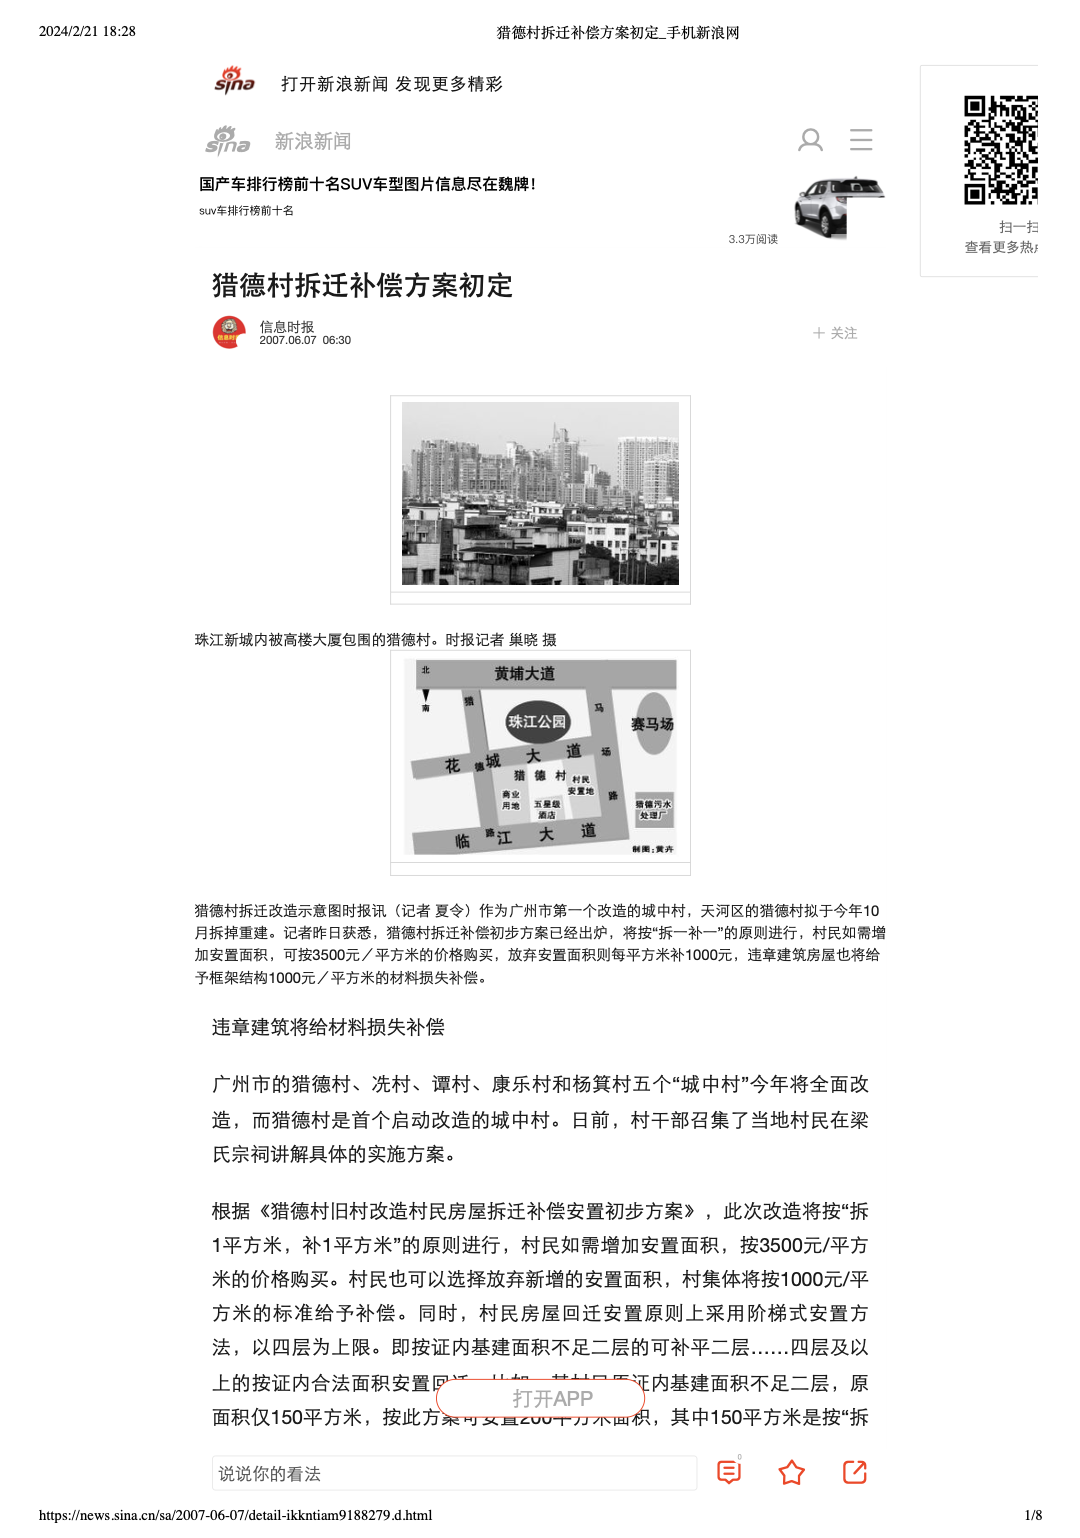 2024/2/21 18:28
猎德村拆迁补偿方案初定_手机新浪网
sina
打开新浪新闻 发现更多精彩
sina
新浪新闻
国产车排行榜前十名SUV车型图片信息尽在魏牌！
suv车排行榜前十名
3.3万阅读
扫一扫
查看更多热
猎德村拆迁补偿方案初定
信息时报
2007.06.07 06:30
+ 关注
珠江新城内被高楼大厦包围的猎德村。时报记者 巢晓 摄
北
南
黄埔大道
猎德路
珠江公园
马场路
赛马场
花城大道
猎德村
村民
安置地
商业
用地
五星级
酒店
猎德污水
处理厂
临江大道
制图：黄卉
猎德村拆迁改造示意图时报讯（记者 夏令）作为广州市第一个改造的城中村，天河区的猎德村拟于今年10
月拆掉重建。记者昨日获悉，猎德村拆迁补偿初步方案已经出炉，将按“拆一补一”的原则进行，村民如需增
加安置面积，可按3500元／平方米的价格购买，放弃安置面积则每平方米补1000元，违章建筑房屋也将给
予框架结构1000元／平方米的材料损失补偿。
违章建筑将给材料损失补偿
广州市的猎德村、冼村、谭村、康乐村和杨箕村五个“城中村”今年将全面改
造，而猎德村是首个启动改造的城中村。日前，村干部召集了当地村民在梁
氏宗祠讲解具体的实施方案。
根据《猎德村旧村改造村民房屋拆迁补偿安置初步方案》，此次改造将按“拆
1平方米，补1平方米”的原则进行，村民如需增加安置面积，按3500元/平方
米的价格购买。村民也可以选择放弃新增的安置面积，村集体将按1000元/平
方米的标准给予补偿。同时，村民房屋回迁安置原则上采用阶梯式安置方
法，以四层为上限。即按证内基建面积不足二层的可补平二层……四层及以
上的按证内合法面积安置回 证内基建面积不足二层，原
面积仅150平方米，按此方案可安置200平方米面积，其中150平方米是按“拆
打开APP
说说你的看法
0
https://news.sina.cn/sa/2007-06-07/detail-ikkntiam9188279.d.html
1/8